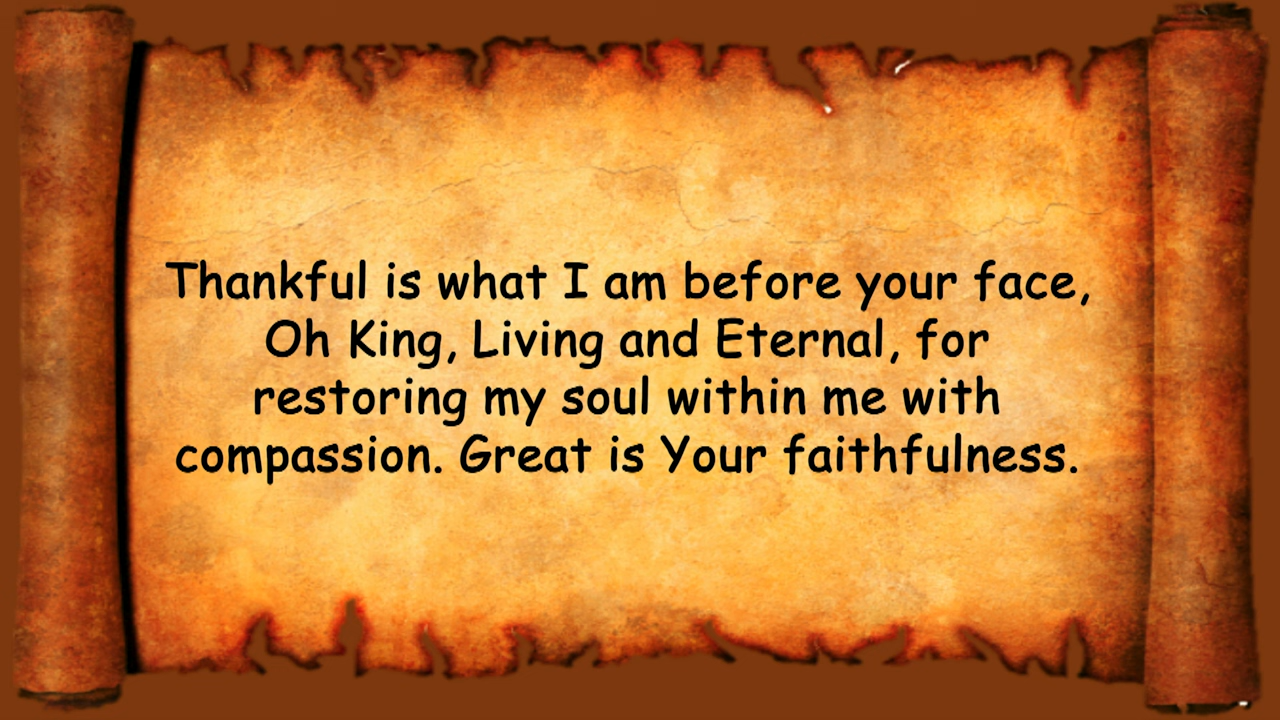 Thankful is what I am before your face,
Oh King, Living and Eternal, for
restoring my soul within me with
compassion. Great is Your faithfulness.